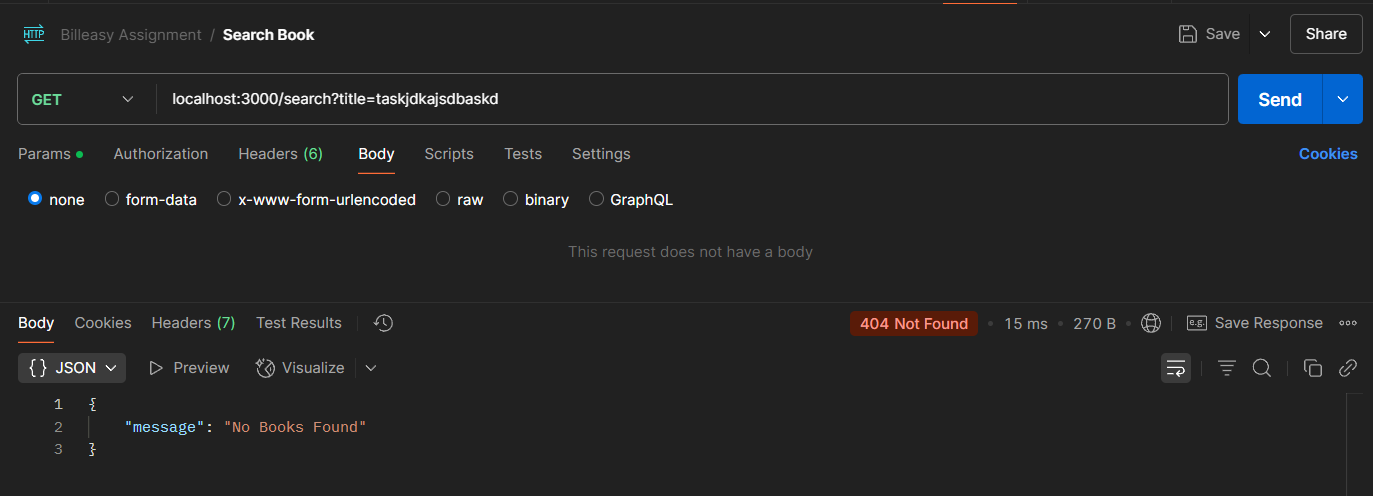 HTTP Billeasy Assignment / Search Book Save Share
GET localhost:3000/search?title=taskjdkajsdbaskd Send
Params Authorization Headers (6) Body Scripts Tests Settings Cookies
none form-data x-www-form-urlencoded raw binary GraphQL
This request does not have a body
Body Cookies Headers (7) Test Results 404 Not Found 15 ms 270 B e.g. Save Response
{} JSON Preview Visualize
1 {
2 "message": "No Books Found"
3 }